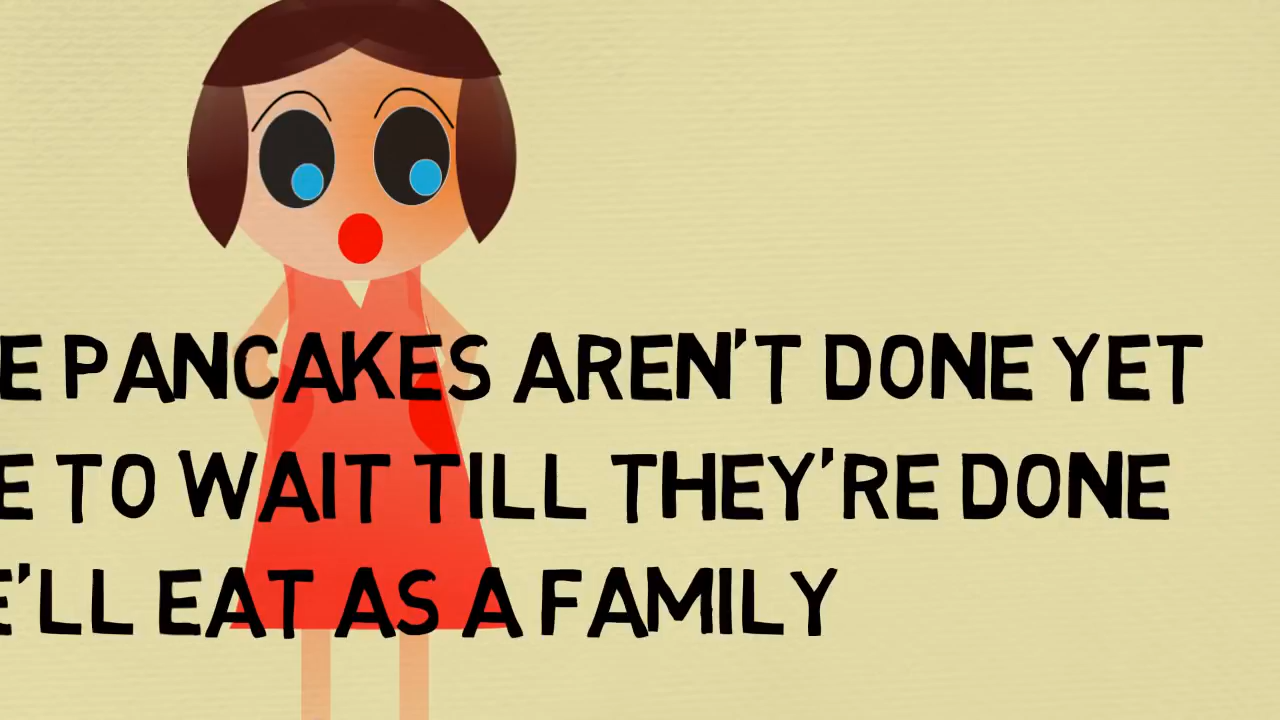 E PANCAKES AREN'T DONE YET
E TO WAIT TILL THEY'RE DONE
E'LL EAT AS A FAMILY